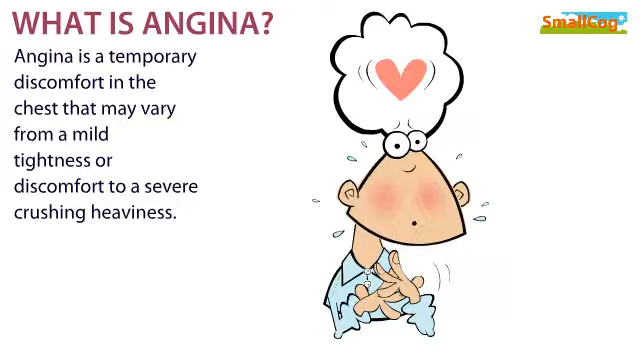 WHAT IS ANGINA?
SmallCog
Angina is a temporary
discomfort in the
chest that may vary
from a mild
tightness or
discomfort to a severe
crushing heaviness.